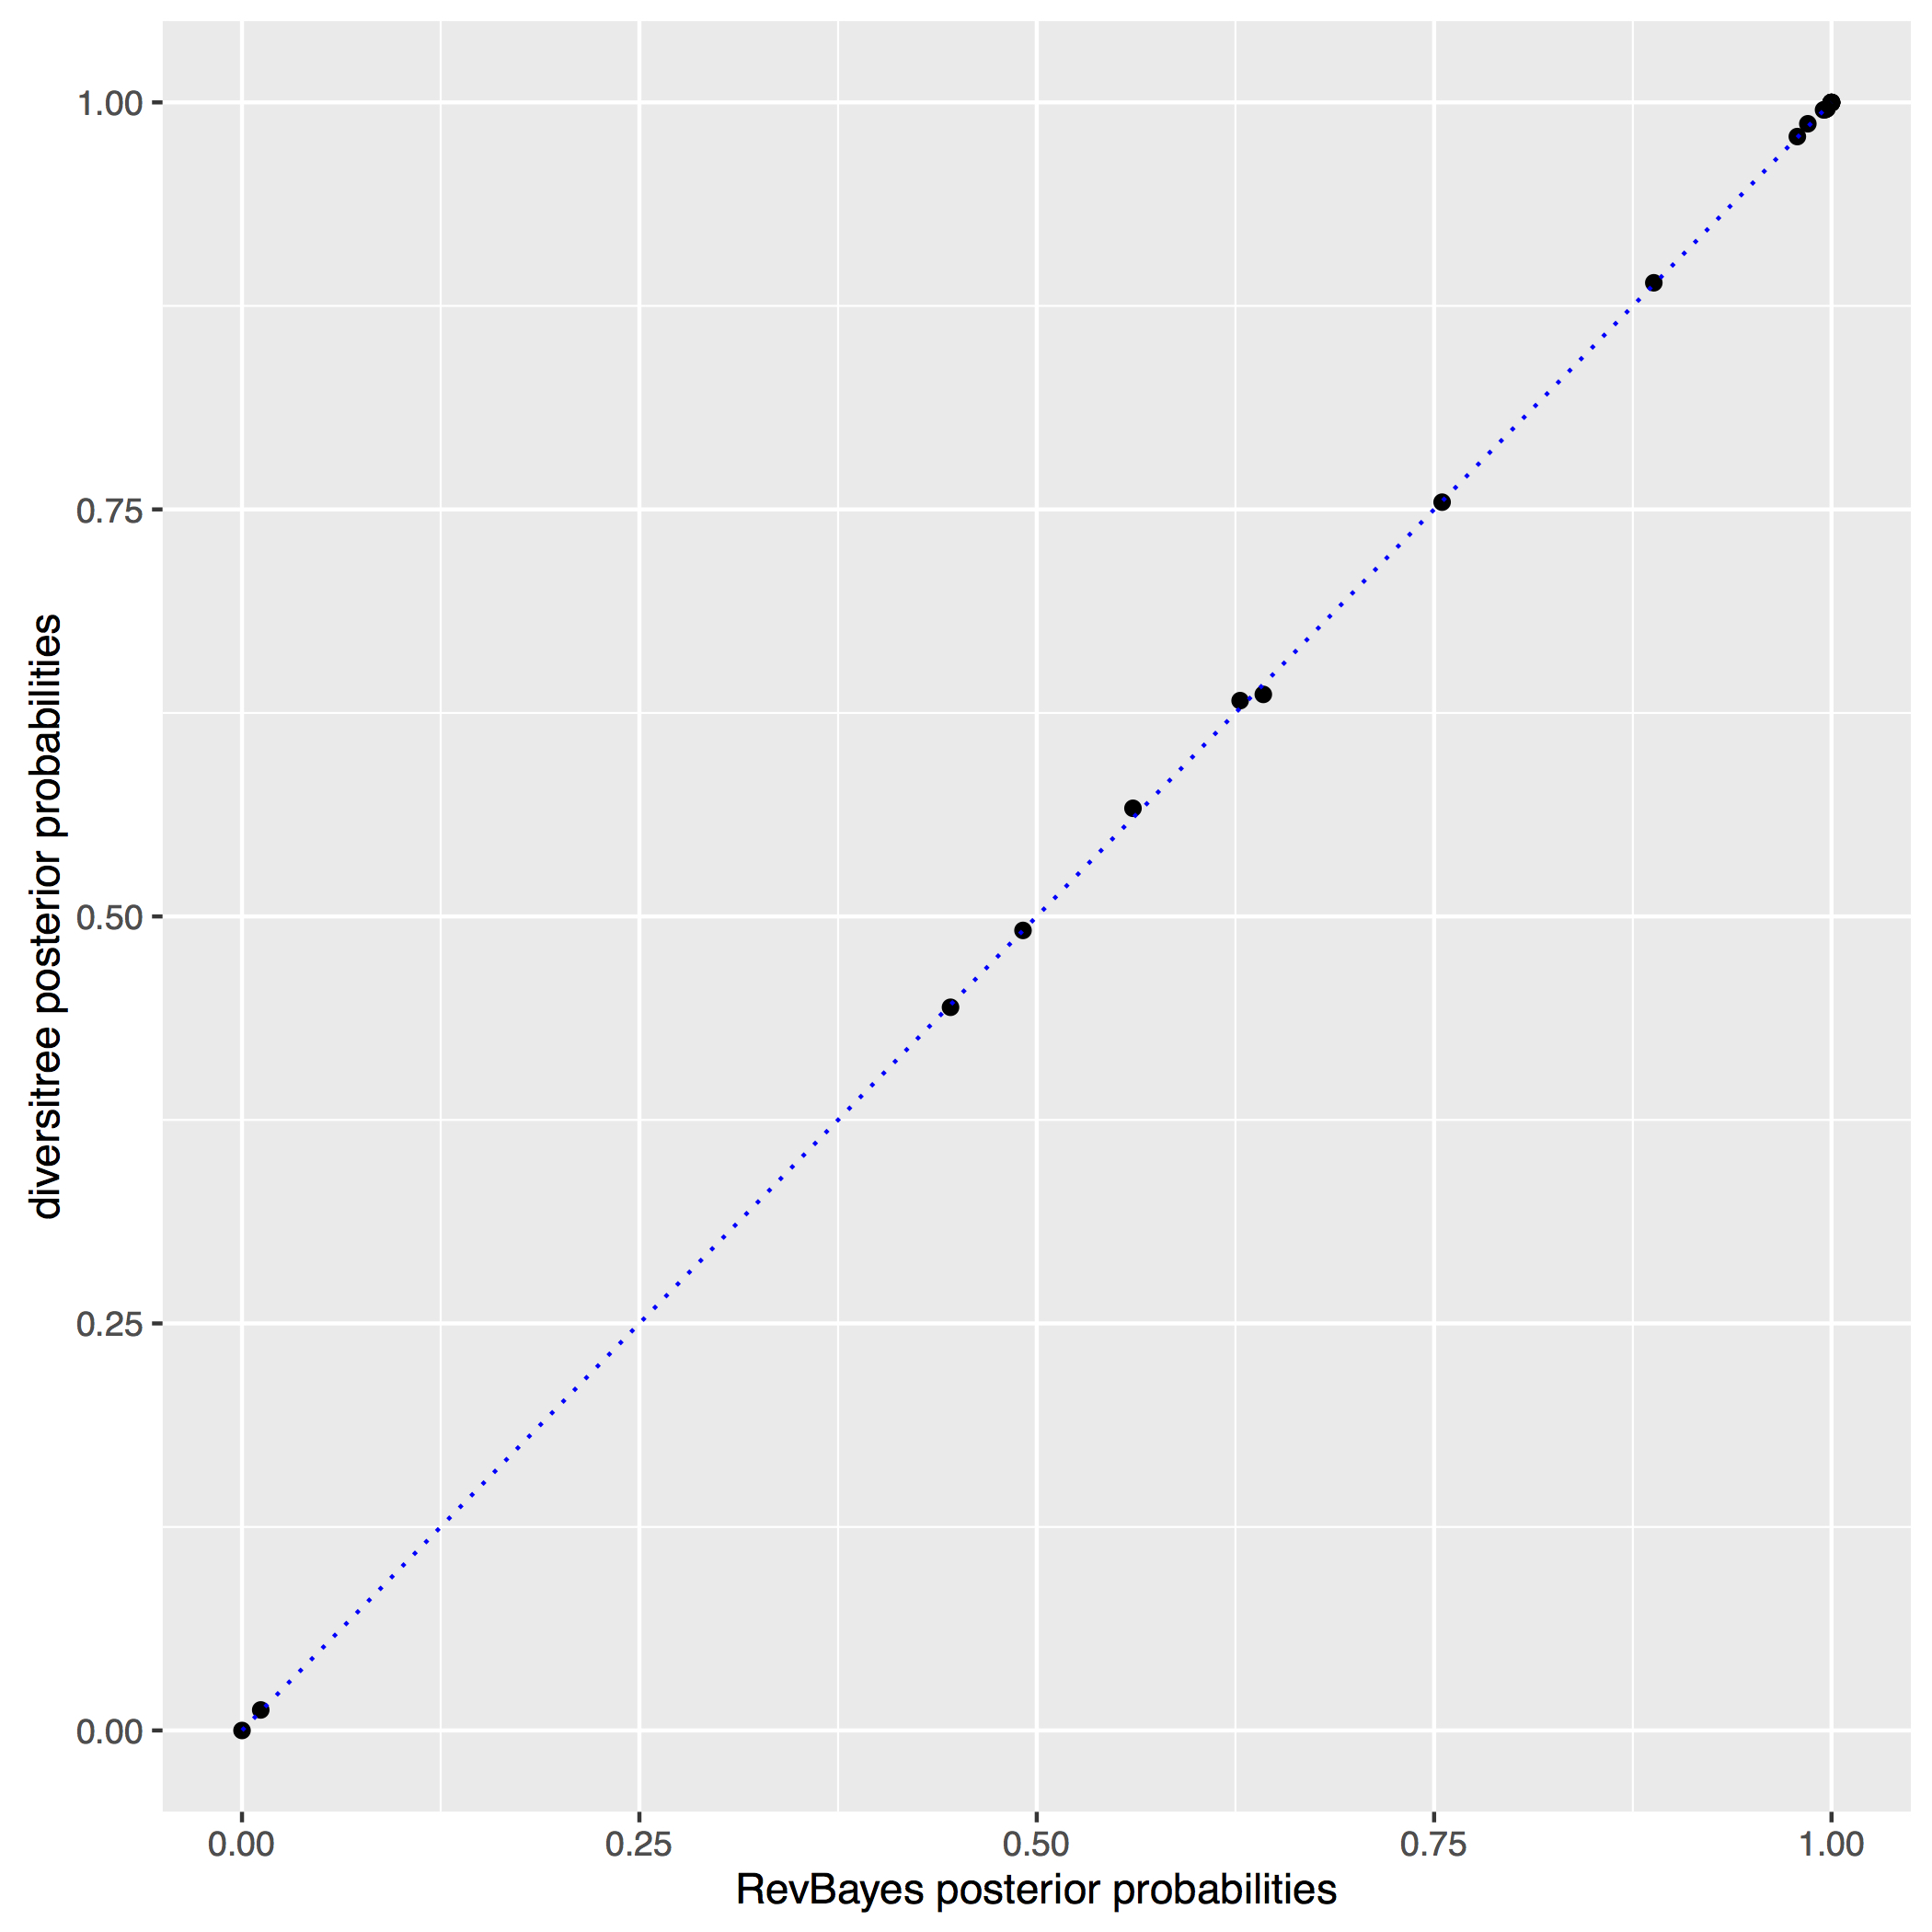 diversitree posterior probabilities
1.00
0.75
0.50
0.25
0.00
0.00 0.25 0.50 0.75 1.00
RevBayes posterior probabilities